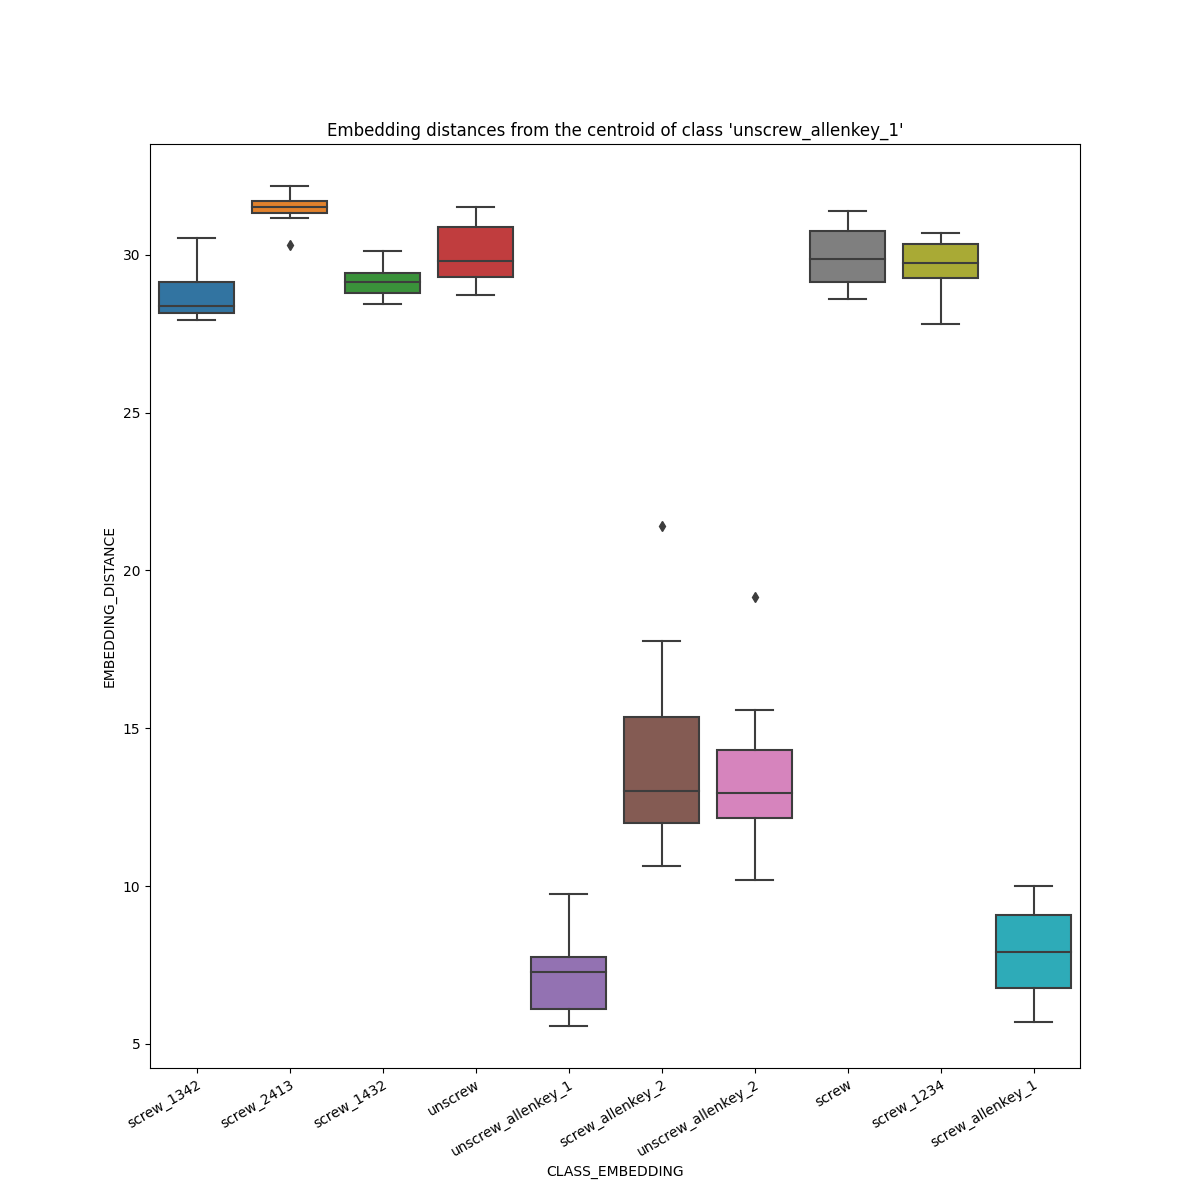 Embedding distances from the centroid of class 'unscrew_allenkey_1'
EMBEDDING_DISTANCE
30
25
20
15
10
5
screw_1342
screw_2413
screw_1432
unscrew
unscrew_allenkey_1
screw_allenkey_2
unscrew_allenkey_2
screw
screw_1234
screw_allenkey_1
CLASS_EMBEDDING